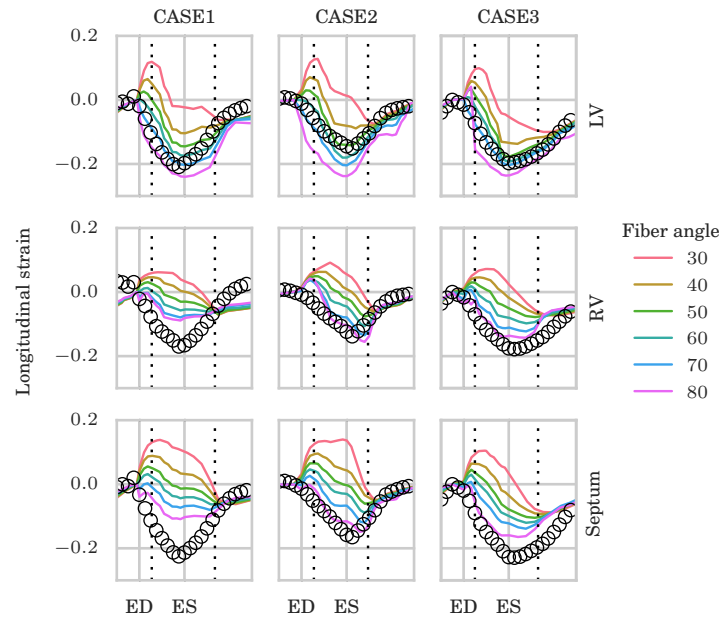 CASE1 CASE2 CASE3
0.2
0.0
−0.2
LV
0.2
0.0
−0.2
RV
0.2
0.0
−0.2
Septum
Longitudinal strain
ED ES ED ES ED ES
Fiber angle
30
40
50
60
70
80